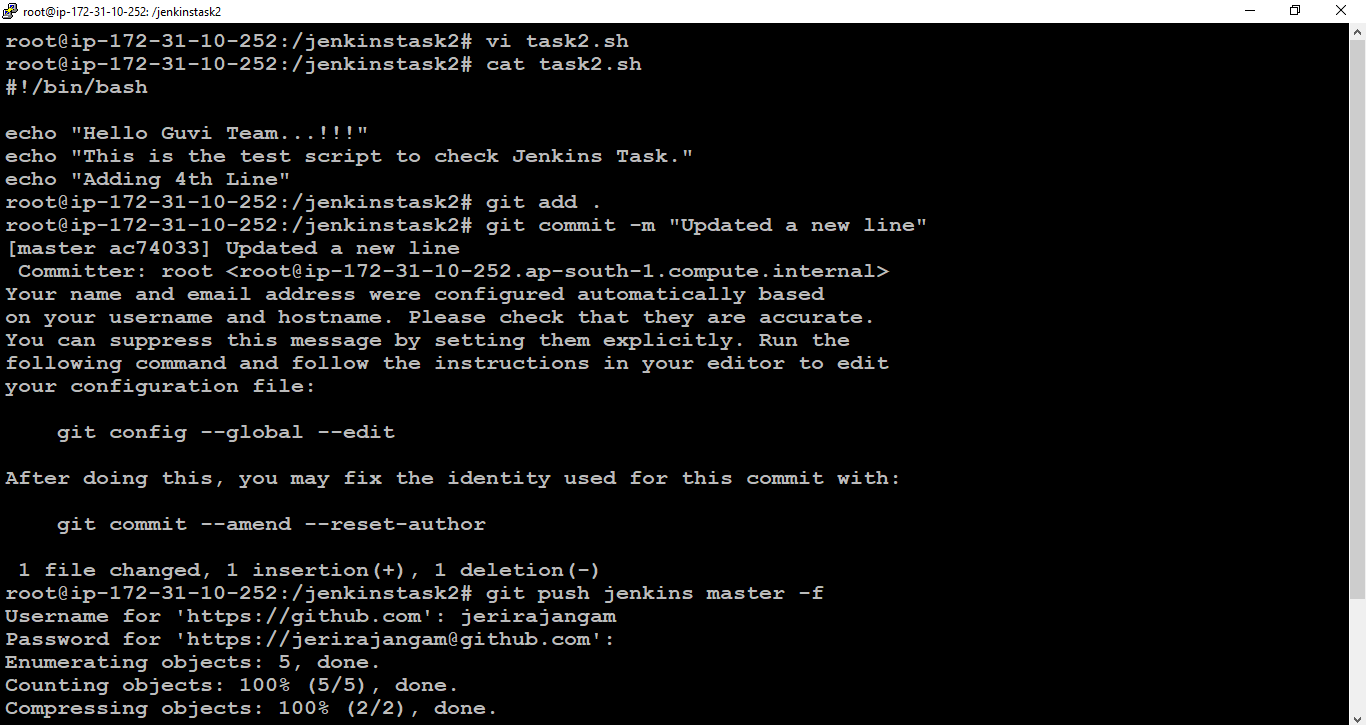 root@ip-172-31-10-252: /jenkinstask2
root@ip-172-31-10-252:/jenkinstask2# vi task2.sh
root@ip-172-31-10-252:/jenkinstask2# cat task2.sh
#!/bin/bash
echo "Hello Guvi Team...!!!"
echo "This is the test script to check Jenkins Task."
echo "Adding 4th Line"
root@ip-172-31-10-252:/jenkinstask2# git add .
root@ip-172-31-10-252:/jenkinstask2# git commit -m "Updated a new line"
[master ac74033] Updated a new line
 Committer: root <root@ip-172-31-10-252.ap-south-1.compute.internal>
Your name and email address were configured automatically based
on your username and hostname. Please check that they are accurate.
You can suppress this message by setting them explicitly. Run the
following command and follow the instructions in your editor to edit
your configuration file:
    git config --global --edit
After doing this, you may fix the identity used for this commit with:
    git commit --amend --reset-author
 1 file changed, 1 insertion(+), 1 deletion(-)
root@ip-172-31-10-252:/jenkinstask2# git push jenkins master -f
Username for 'https://github.com': jerirajangam
Password for 'https://jerirajangam@github.com':
Enumerating objects: 5, done.
Counting objects: 100% (5/5), done.
Compressing objects: 100% (2/2), done.